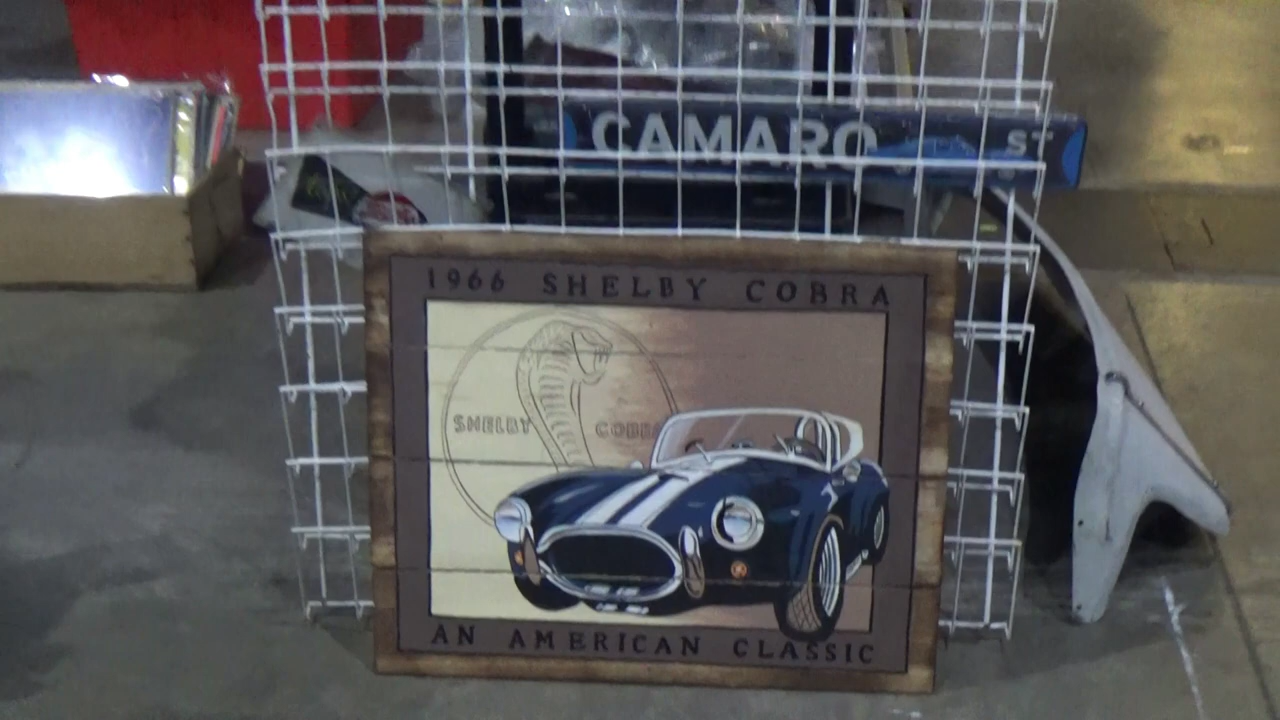 CAMARO ST
1966 SHELBY COBRA
SHELBY COBRA
AN AMERICAN CLASSIC